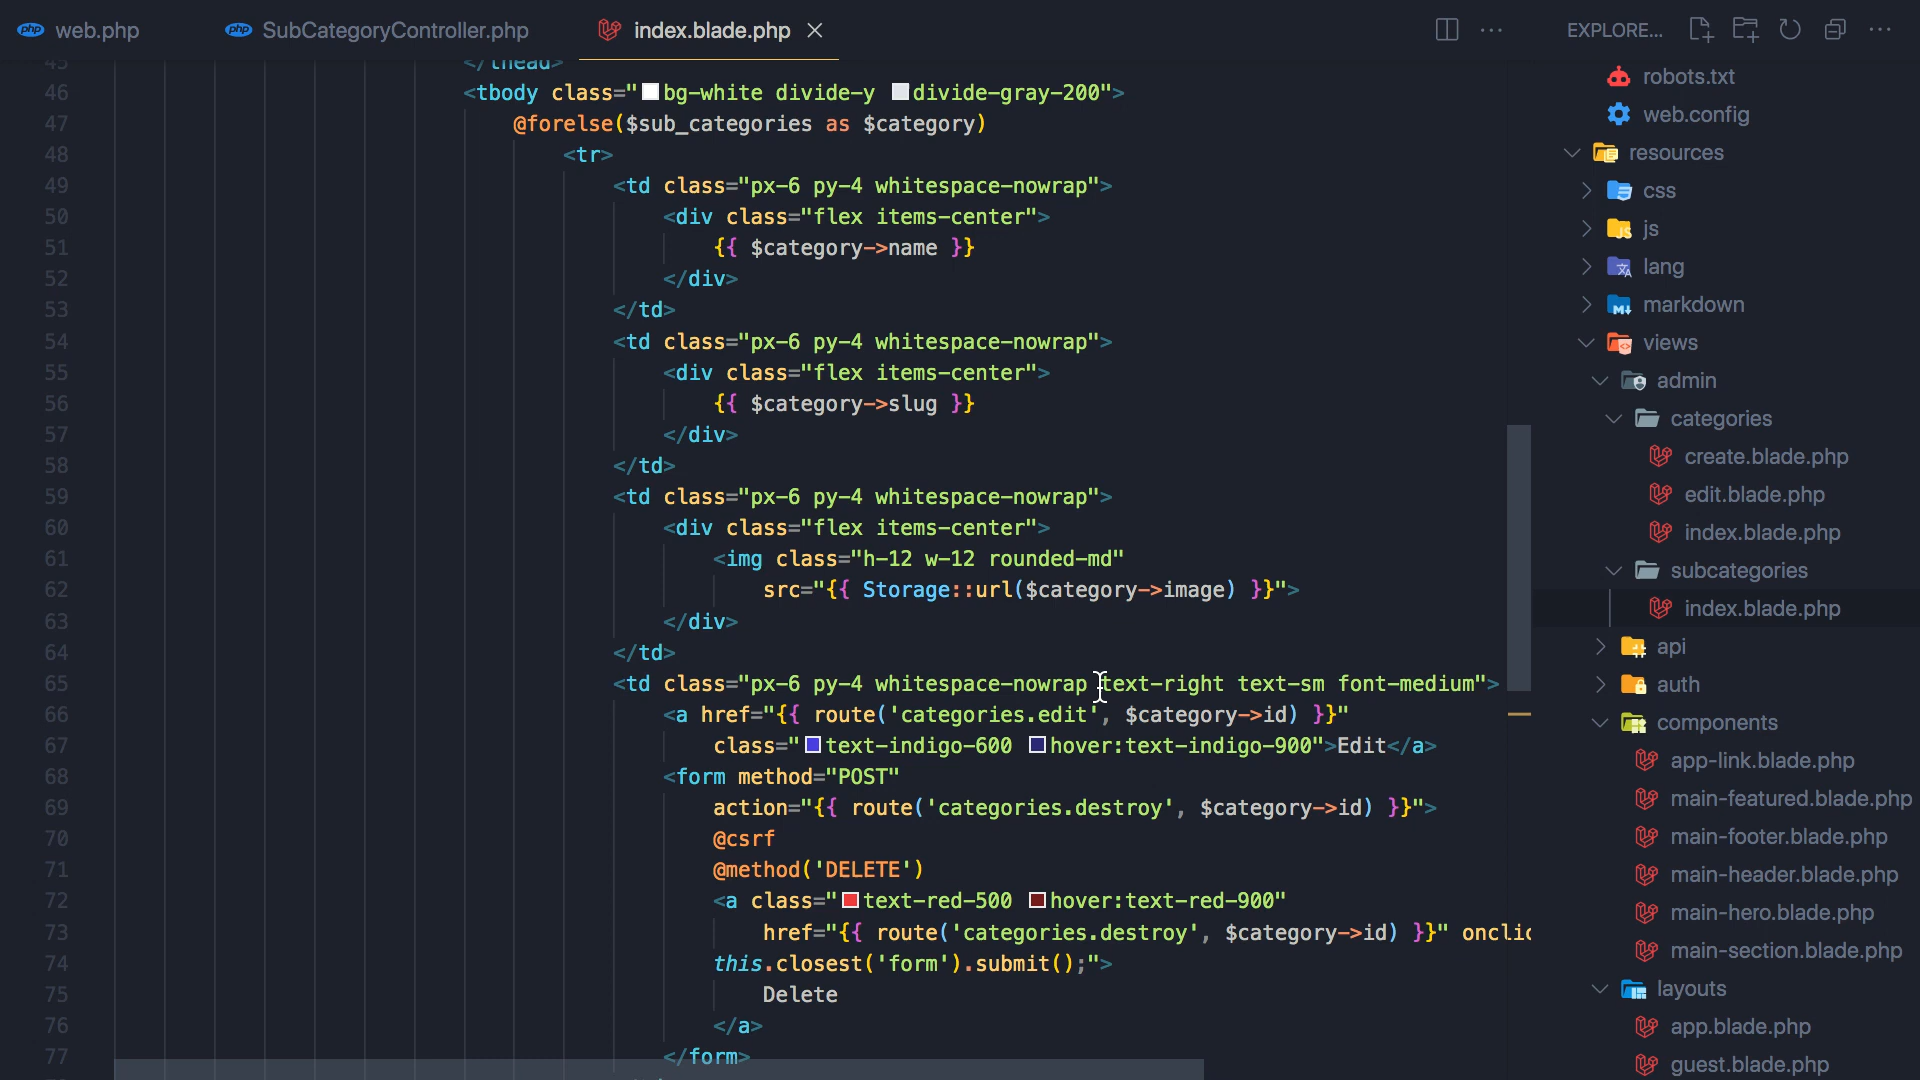 php web.php
php SubCategoryController.php
index.blade.php
EXPLORE...
45 </thead>
46 <tbody class="bg-white divide-y divide-gray-200">
47 @forelse($sub_categories as $category)
48 <tr>
49 <td class="px-6 py-4 whitespace-nowrap">
50 <div class="flex items-center">
51 {{ $category->name }}
52 </div>
53 </td>
54 <td class="px-6 py-4 whitespace-nowrap">
55 <div class="flex items-center">
56 {{ $category->slug }}
57 </div>
58 </td>
59 <td class="px-6 py-4 whitespace-nowrap">
60 <div class="flex items-center">
61 <img class="h-12 w-12 rounded-md"
62 src="{{ Storage::url($category->image) }}">
63 </div>
64 </td>
65 <td class="px-6 py-4 whitespace-nowrap text-right text-sm font-medium">
66 <a href="{{ route('categories.edit', $category->id) }}"
67 class="text-indigo-600 hover:text-indigo-900">Edit</a>
68 <form method="POST"
69 action="{{ route('categories.destroy', $category->id) }}">
70 @csrf
71 @method('DELETE')
72 <a class="text-red-500 hover:text-red-900"
73 href="{{ route('categories.destroy', $category->id) }}" onclic
74 this.closest('form').submit();">
75 Delete
76 </a>
77 </form>
robots.txt
web.config
resources
css
js
lang
markdown
views
admin
categories
create.blade.php
edit.blade.php
index.blade.php
subcategories
index.blade.php
api
auth
components
app-link.blade.php
main-featured.blade.php
main-footer.blade.php
main-header.blade.php
main-hero.blade.php
main-section.blade.php
layouts
app.blade.php
guest.blade.php